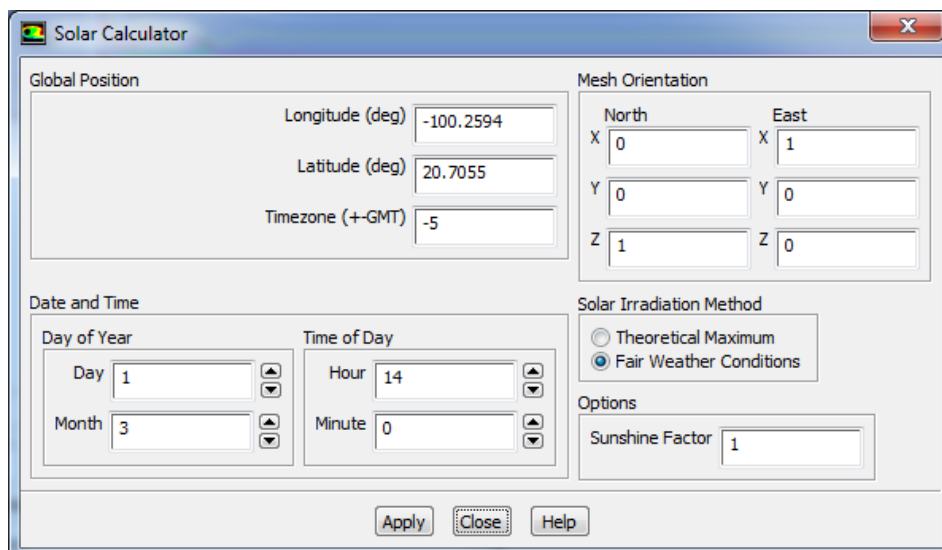 Solar Calculator
Global Position
Longitude (deg) -100.2594
Latitude (deg) 20.7055
Timezone (+-GMT) -5
Mesh Orientation
North East
X 0 X 1
Y 0 Y 0
Z 1 Z 0
Date and Time
Day of Year
Day 1
Month 3
Time of Day
Hour 14
Minute 0
Solar Irradiation Method
Theoretical Maximum
Fair Weather Conditions
Options
Sunshine Factor 1
Apply Close Help